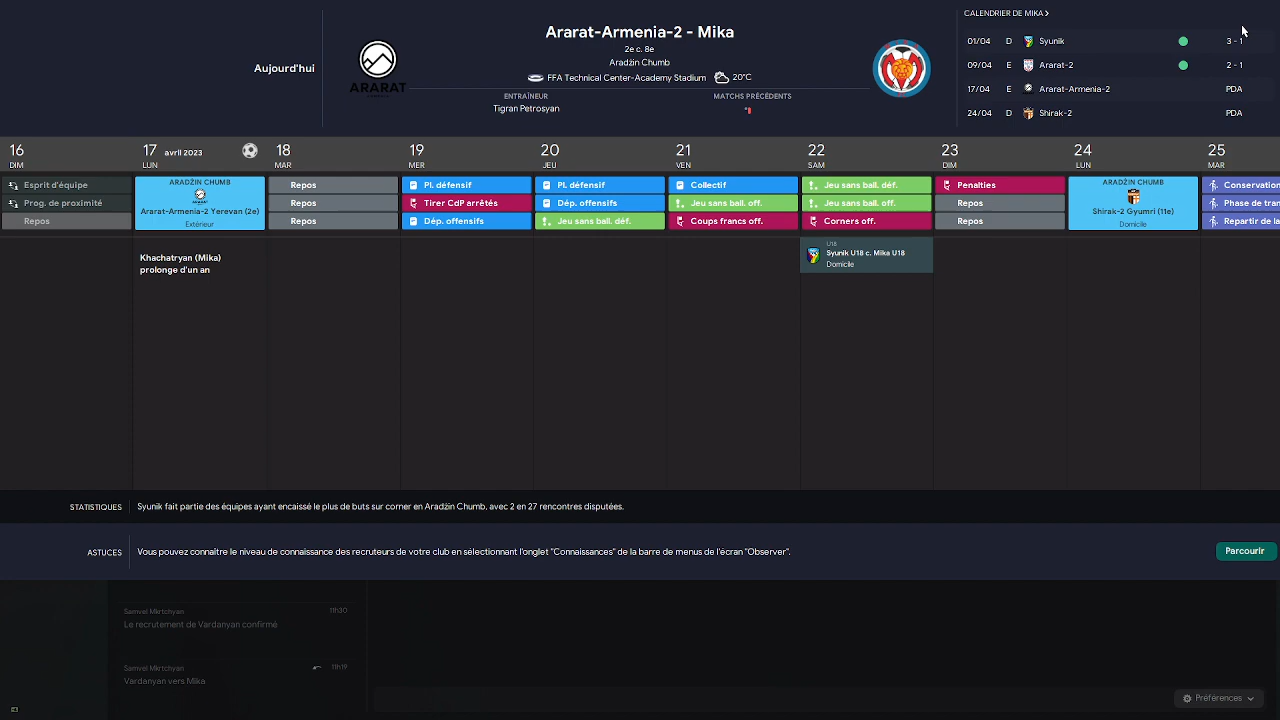 CALENDRIER DE MIKA >
Ararat-Armenia-2 - Mika
2e c. 8e
Aradžin Chumb
Aujourd'hui
ARARAT
FFA Technical Center-Academy Stadium 20°C
ENTRAÎNEUR MATCHS PRÉCÉDENTS
Tigran Petrosyan
01/04 D Syunik 3 - 1
09/04 E Ararat-2 2 - 1
17/04 E Ararat-Armenia-2 PDA
24/04 D Shirak-2 PDA
16 17 avril 2023 18 19 20 21 22 23 24 25
DIM LUN MAR MER JEU VEN SAM DIM LUN MAR
Esprit d'équipe
Prog. de proximité
Repos
ARADŽIN CHUMB
Ararat-Armenia-2 Yerevan (2e)
Extérieur
Repos
Repos
Repos
Pl. défensif
Tirer CdP arrêtés
Dép. offensifs
Pl. défensif
Dép. offensifs
Jeu sans ball. déf.
Collectif
Jeu sans ball. off.
Coups francs off.
Jeu sans ball. déf.
Jeu sans ball. off.
Corners off.
Penalties
Repos
Repos
ARADŽIN CHUMB
Shirak-2 Gyumri (11e)
Domicile
Conservation
Phase de tran
Repartir de la
Khachatryan (Mika)
prolonge d'un an
U18
Syunik U18 c. Mika U18
Domicile
STATISTIQUES Syunik fait partie des équipes ayant encaissé le plus de buts sur corner en Aradžin Chumb, avec 2 en 27 rencontres disputées.
ASTUCES Vous pouvez connaître le niveau de connaissance des recruteurs de votre club en sélectionnant l'onglet "Connaissances" de la barre de menus de l'écran "Observer".
Parcourir
Samvel Mkrtchyan 11h30
Le recrutement de Vardanyan confirmé
Samvel Mkrtchyan 11h19
Vardanyan vers Mika
Préférences